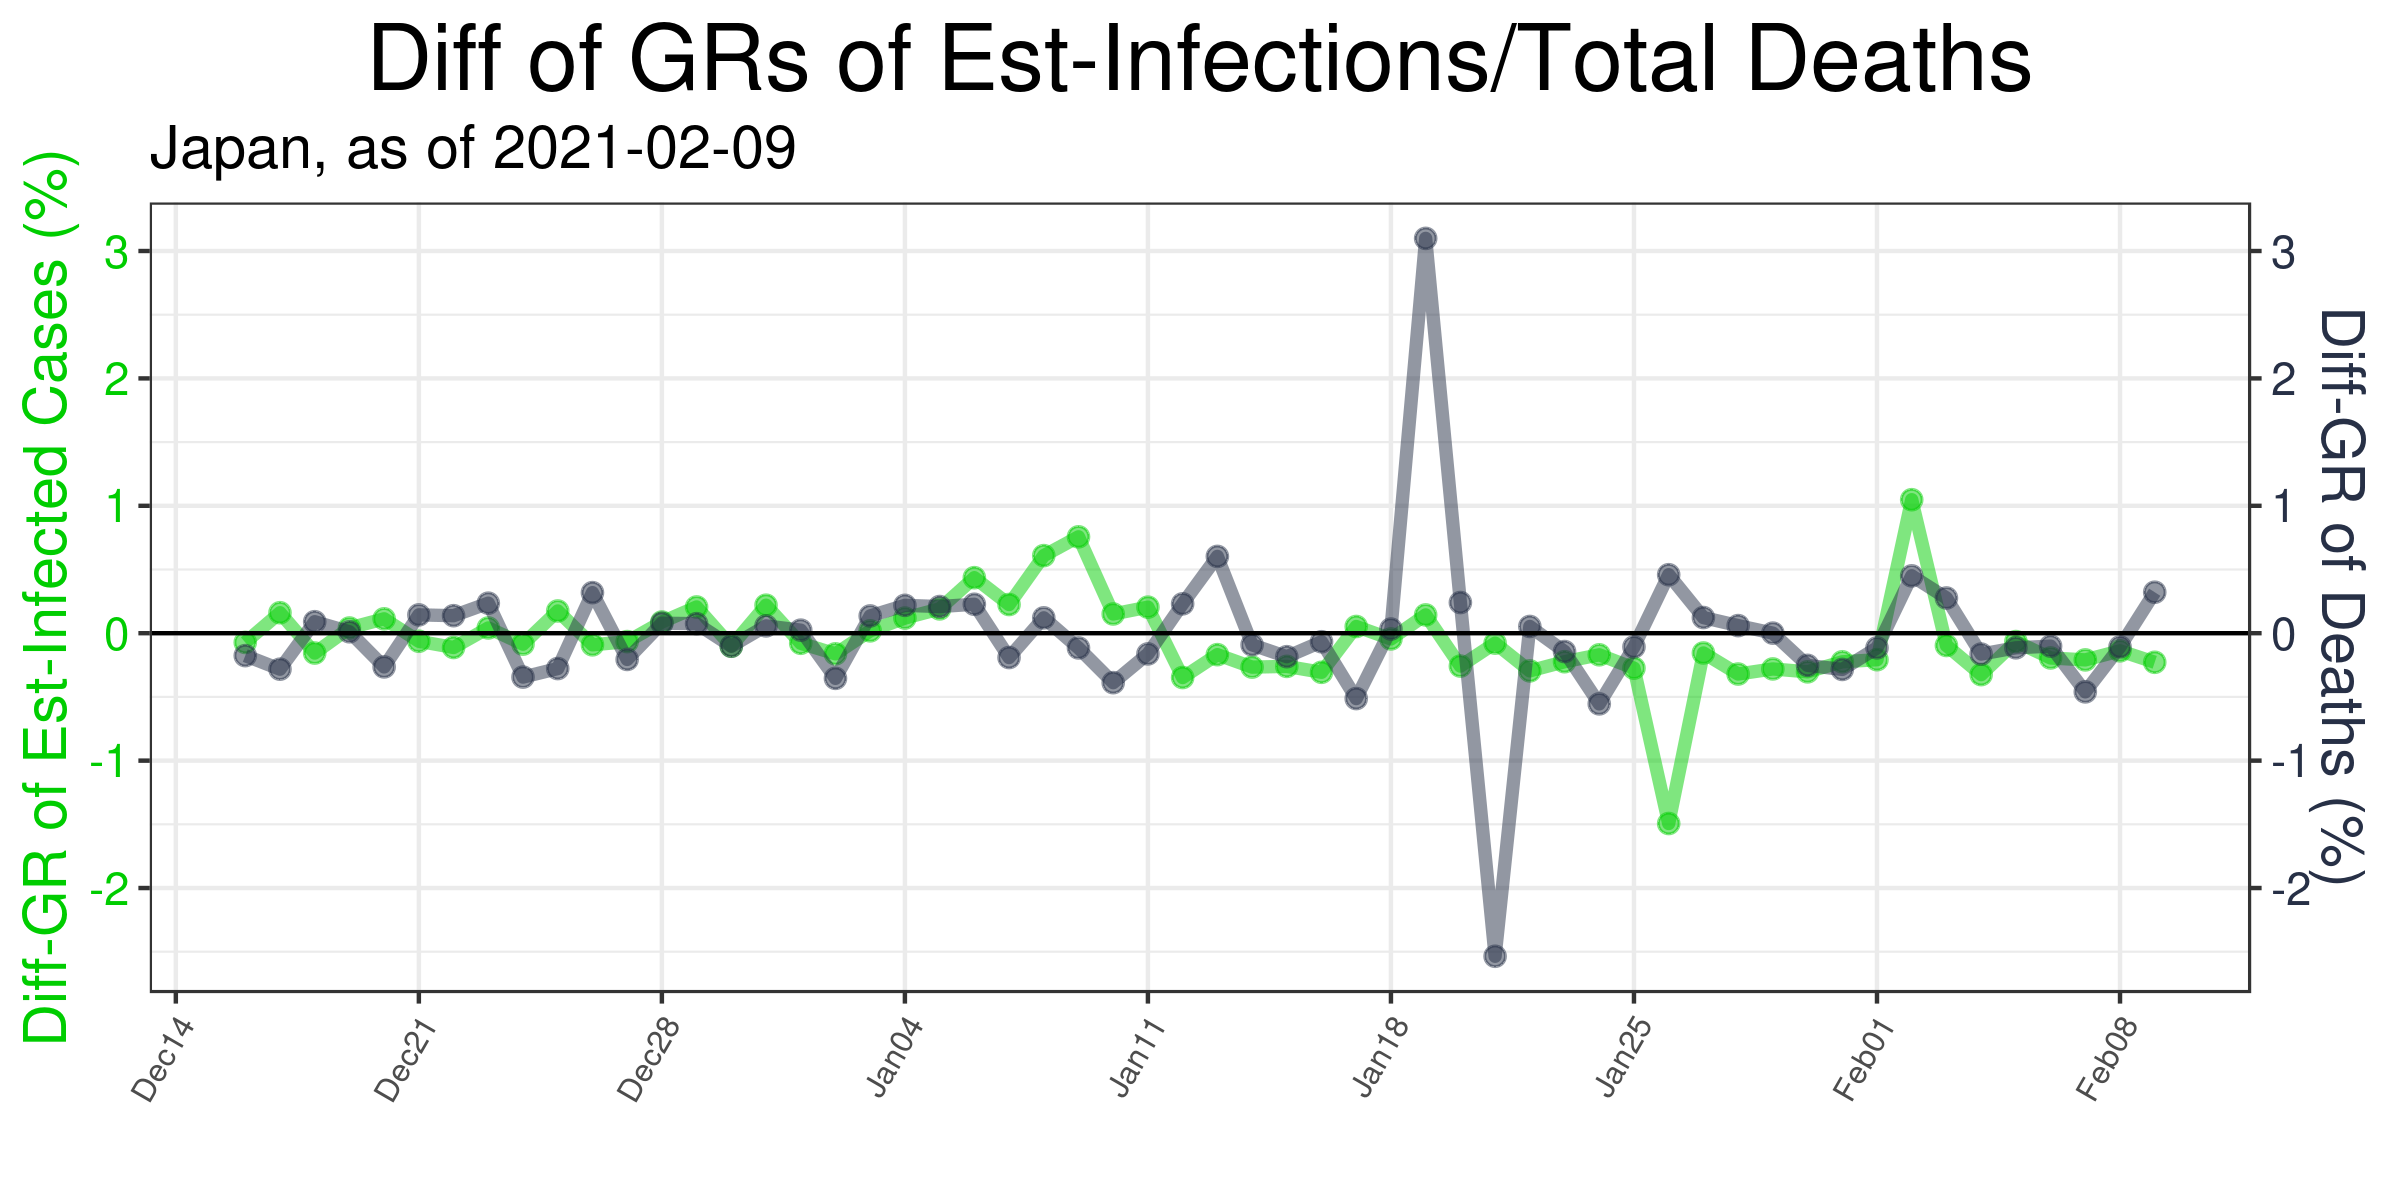 Diff of GRs of Est-Infections/Total Deaths
Japan, as of 2021-02-09
Diff-GR of Est-Infected Cases (%)
3
2
1
0
-1
-2
3
2
1
0
-1
-2
Diff-GR of Deaths (%)
Dec14
Dec21
Dec28
Jan04
Jan11
Jan18
Jan25
Feb01
Feb08